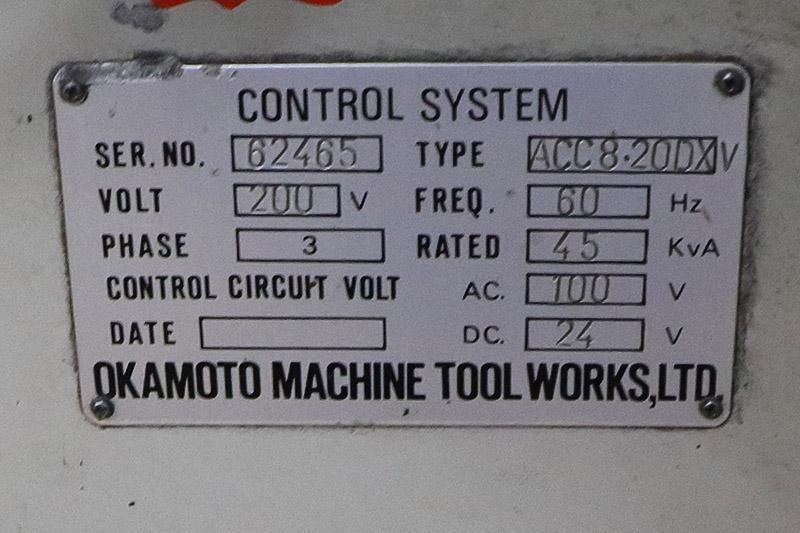 CONTROL SYSTEM
SER. NO. 62465 TYPE ACC8·20DXV
VOLT 200 V FREQ. 60 Hz
PHASE 3 RATED 45 KvA
CONTROL CIRCUIT VOLT AC. 100 V
DATE DC. 24 V
OKAMOTO MACHINE TOOL WORKS, LTD.